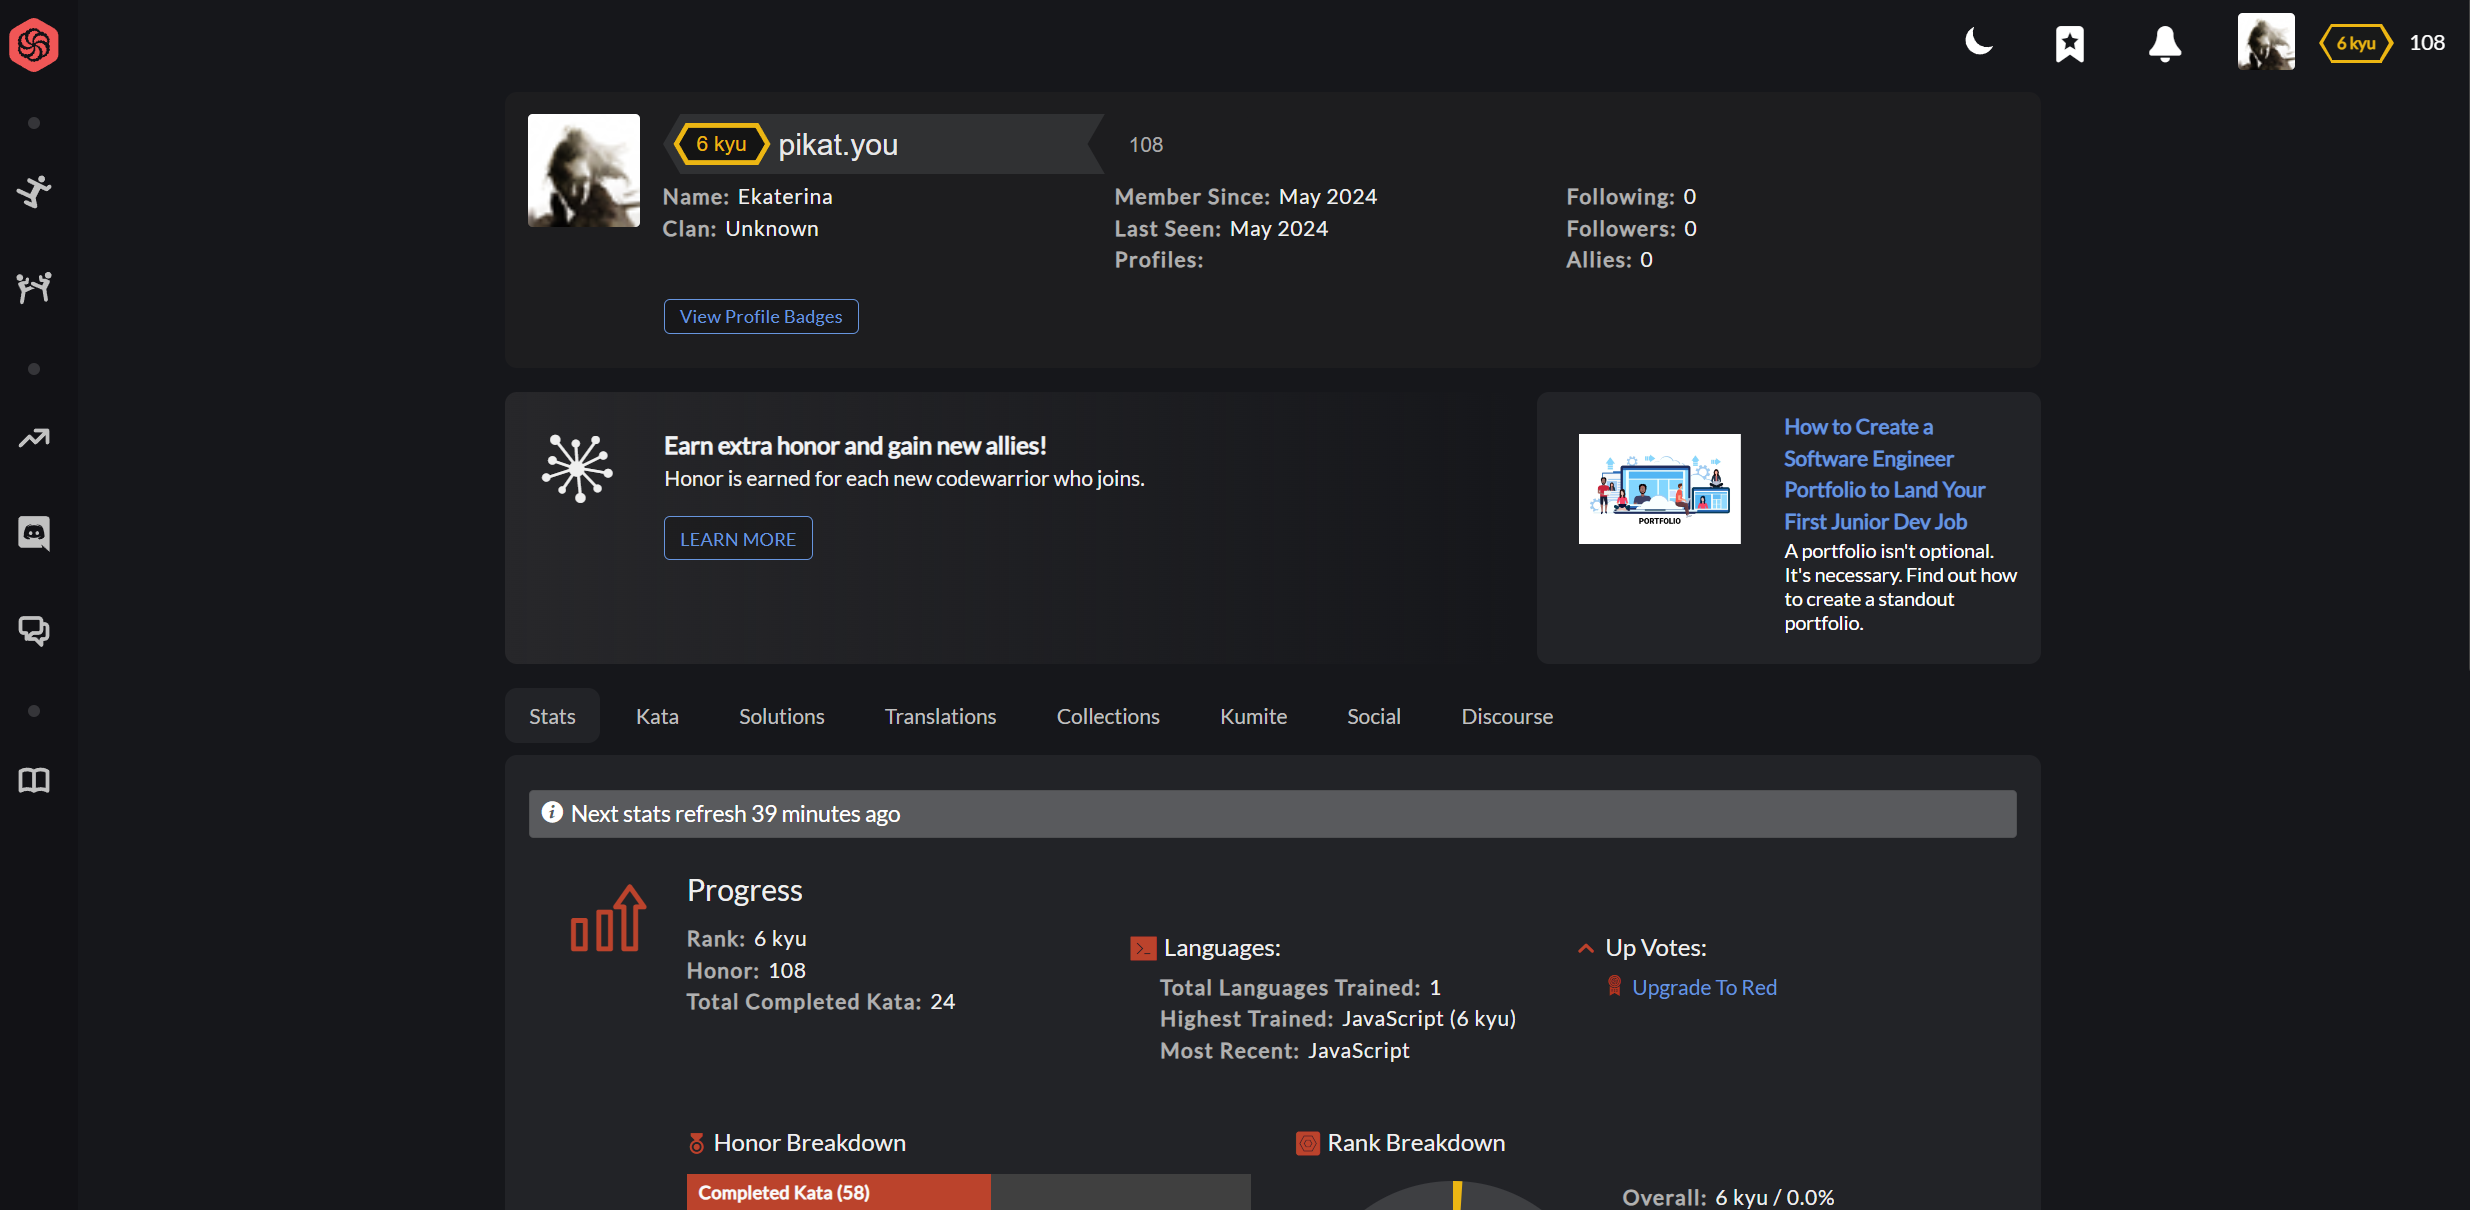 6 kyu 108
6 kyu pikat.you 108
Name: Ekaterina
Clan: Unknown
Member Since: May 2024
Last Seen: May 2024
Profiles:
Following: 0
Followers: 0
Allies: 0
View Profile Badges
Earn extra honor and gain new allies!
Honor is earned for each new codewarrior who joins.
LEARN MORE
PORTFOLIO
How to Create a
Software Engineer
Portfolio to Land Your
First Junior Dev Job
A portfolio isn't optional.
It's necessary. Find out how
to create a standout
portfolio.
Stats Kata Solutions Translations Collections Kumite Social Discourse
Next stats refresh 39 minutes ago
Progress
Rank: 6 kyu
Honor: 108
Total Completed Kata: 24
Languages:
Total Languages Trained: 1
Highest Trained: JavaScript (6 kyu)
Most Recent: JavaScript
Up Votes:
Upgrade To Red
Honor Breakdown
Completed Kata (58)
Rank Breakdown
Overall: 6 kyu / 0.0%